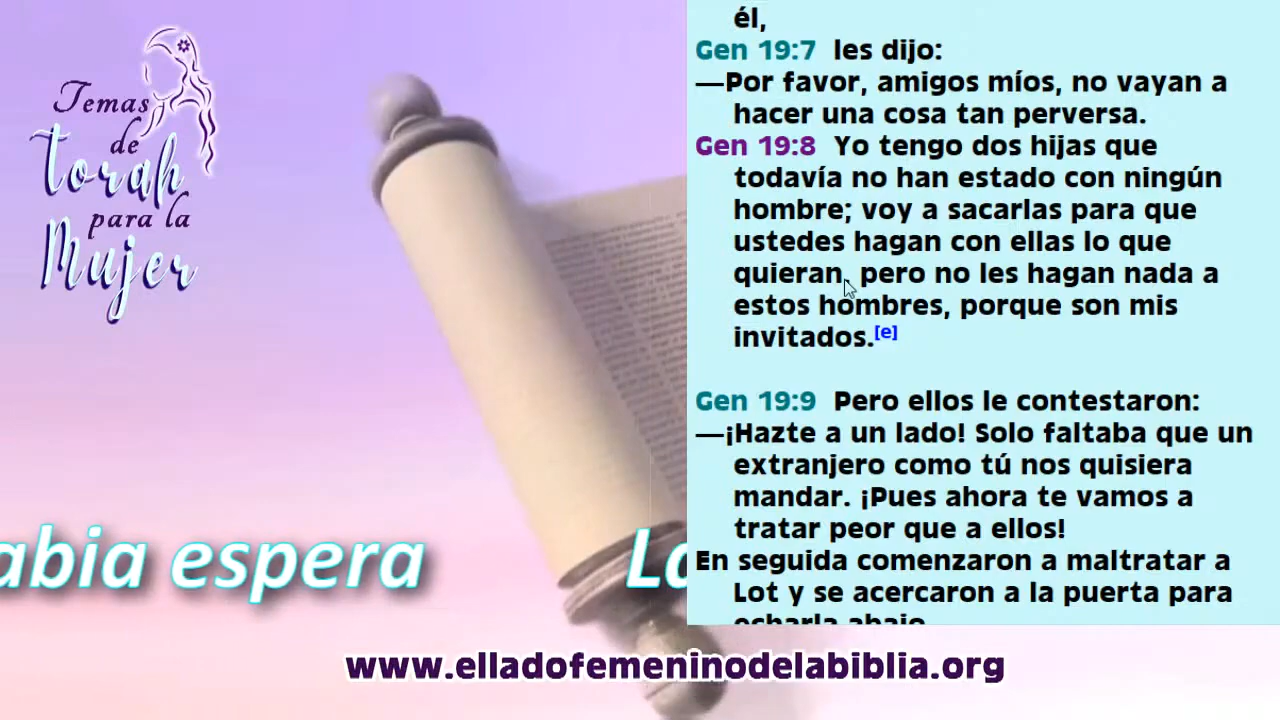 Temas
de
torah
para la
Mujer
él,
Gen 19:7 les dijo:
—Por favor, amigos míos, no vayan a
hacer una cosa tan perversa.
Gen 19:8 Yo tengo dos hijas que
todavía no han estado con ningún
hombre; voy a sacarlas para que
ustedes hagan con ellas lo que
quieran, pero no les hagan nada a
estos hombres, porque son mis
invitados.[e]
Gen 19:9 Pero ellos le contestaron:
—¡Hazte a un lado! Solo faltaba que un
extranjero como tú nos quisiera
mandar. ¡Pues ahora te vamos a
tratar peor que a ellos!
En seguida comenzaron a maltratar a
Lot y se acercaron a la puerta para
echarla abajo.
abia espera La
www.elladofemeninodelabiblia.org